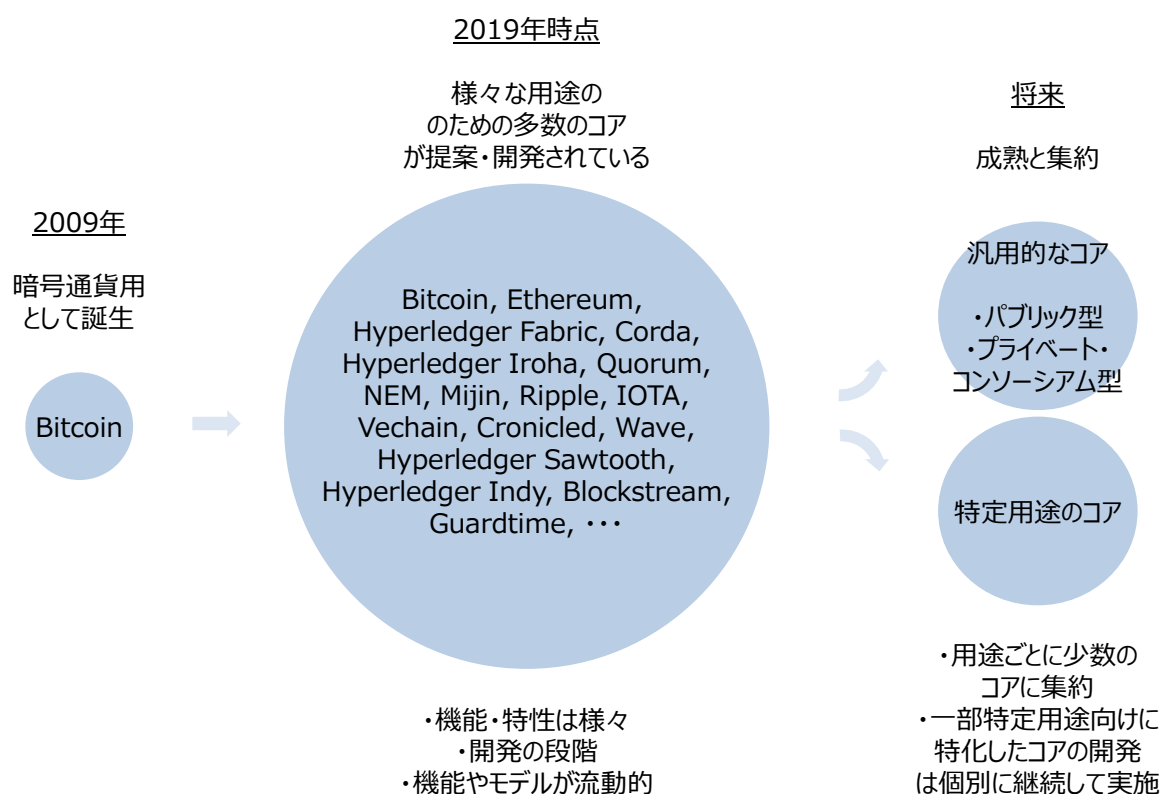 2009年
暗号通貨用
として誕生
Bitcoin
2019年時点
様々な用途の
のための多数のコア
が提案・開発されている
Bitcoin, Ethereum,
Hyperledger Fabric, Corda,
Hyperledger Iroha, Quorum,
NEM, Mijin, Ripple, IOTA,
Vechain, Cronicled, Wave,
Hyperledger Sawtooth,
Hyperledger Indy, Blockstream,
Guardtime, ・・・
・機能・特性は様々
・開発の段階
・機能やモデルが流動的
将来
成熟と集約
汎用的なコア
・パブリック型
・プライベート・
コンソーシアム型
特定用途のコア
・用途ごとに少数の
コアに集約
・一部特定用途向けに
特化したコアの開発
は個別に継続して実施